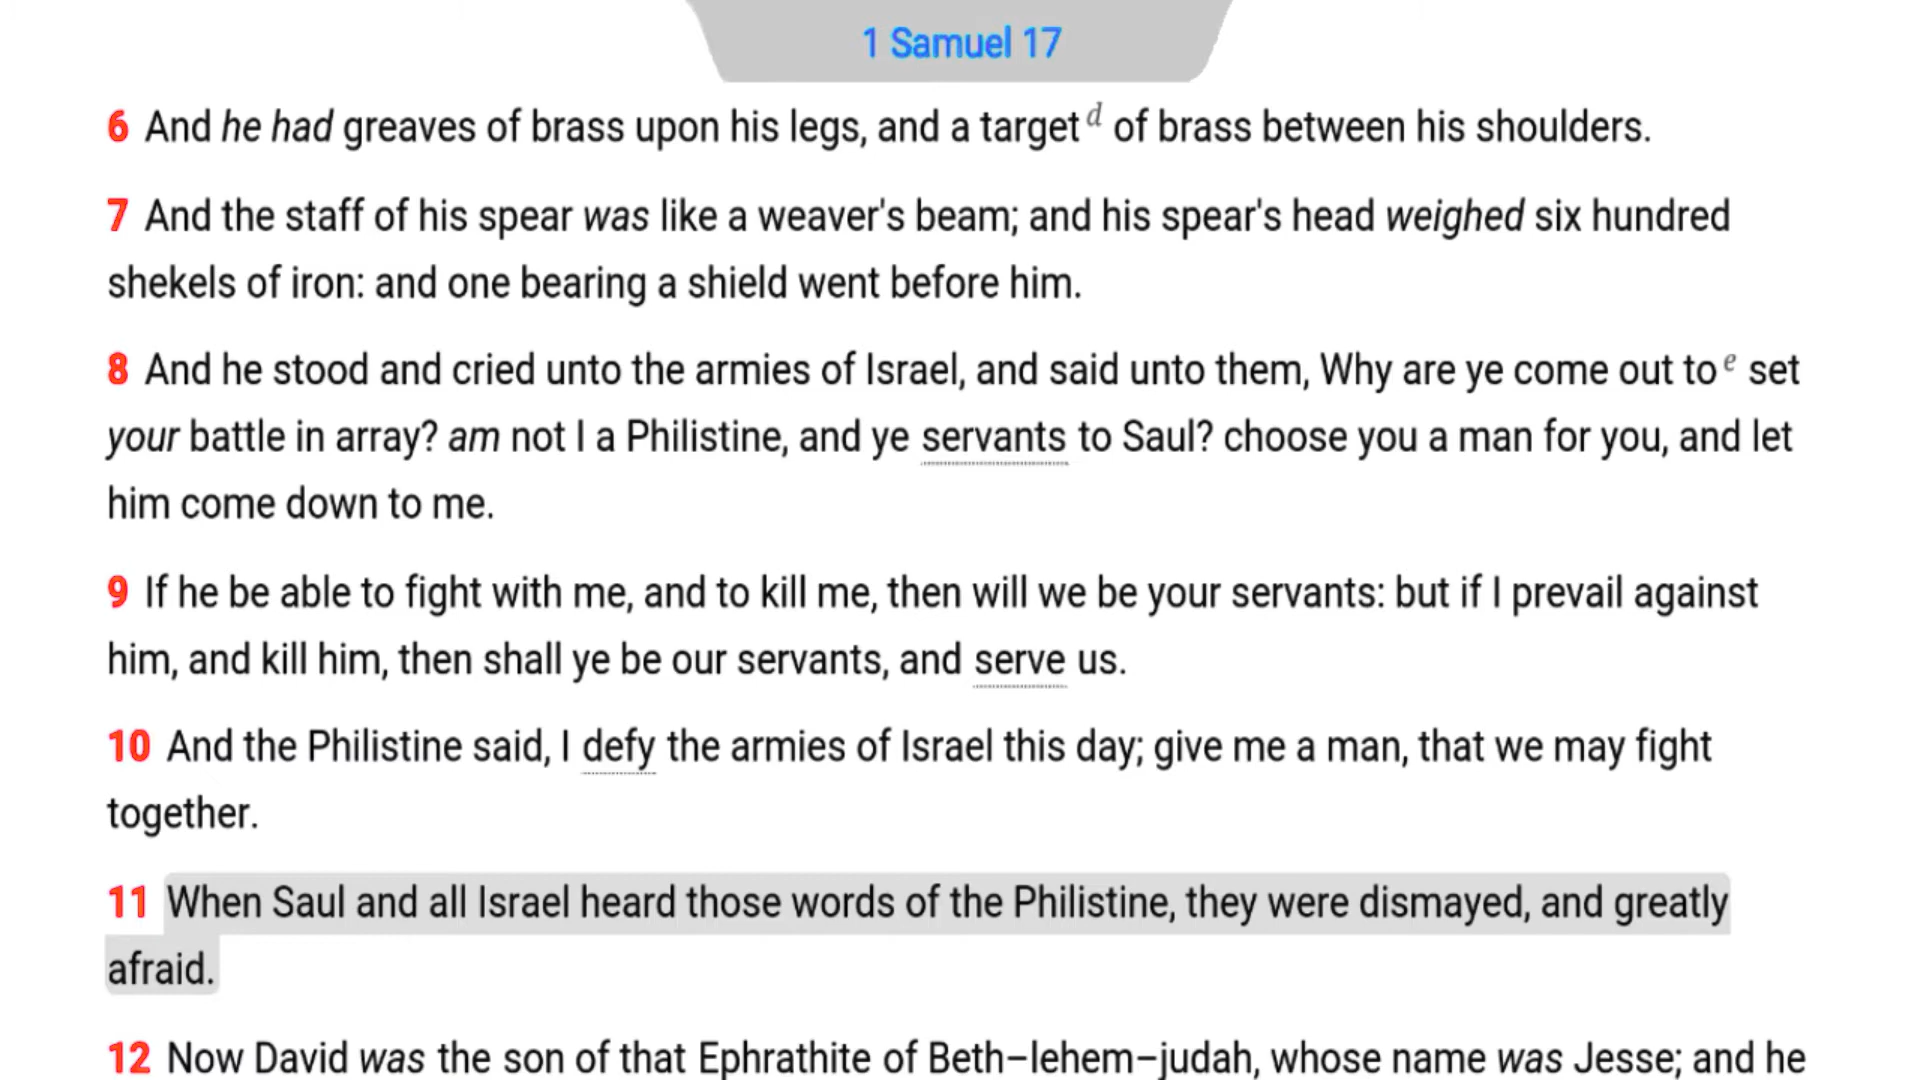 1 Samuel 17
6 And he had greaves of brass upon his legs, and a target d of brass between his shoulders.
7 And the staff of his spear was like a weaver's beam; and his spear's head weighed six hundred
shekels of iron: and one bearing a shield went before him.
8 And he stood and cried unto the armies of Israel, and said unto them, Why are ye come out to e set
your battle in array? am not I a Philistine, and ye servants to Saul? choose you a man for you, and let
him come down to me.
9 If he be able to fight with me, and to kill me, then will we be your servants: but if I prevail against
him, and kill him, then shall ye be our servants, and serve us.
10 And the Philistine said, I defy the armies of Israel this day; give me a man, that we may fight
together.
11 When Saul and all Israel heard those words of the Philistine, they were dismayed, and greatly
afraid.
12 Now David was the son of that Ephrathite of Beth–lehem–judah, whose name was Jesse; and he